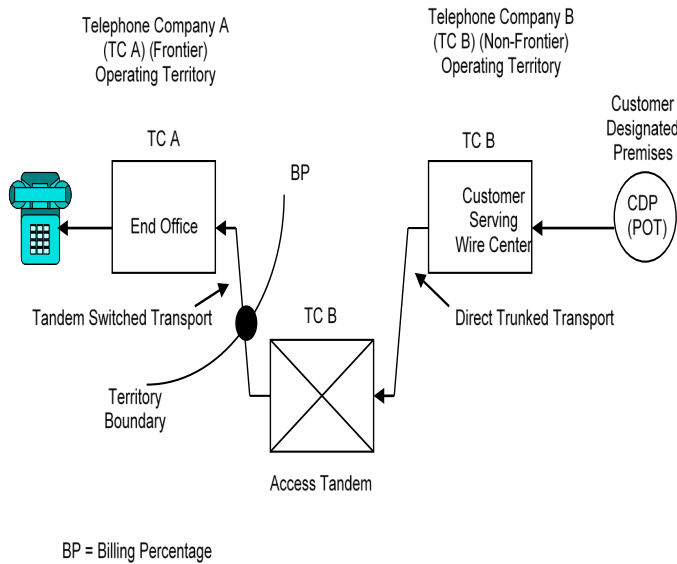 Telephone Company A
(TC A) (Frontier)
Operating Territory
Telephone Company B
(TC B) (Non-Frontier)
Operating Territory
Customer
Designated
Premises
TC A
BP
TC B
End Office
Customer
Serving
Wire Center
CDP
(POT)
Tandem Switched Transport
TC B
Direct Trunked Transport
Territory
Boundary
Access Tandem
BP = Billing Percentage